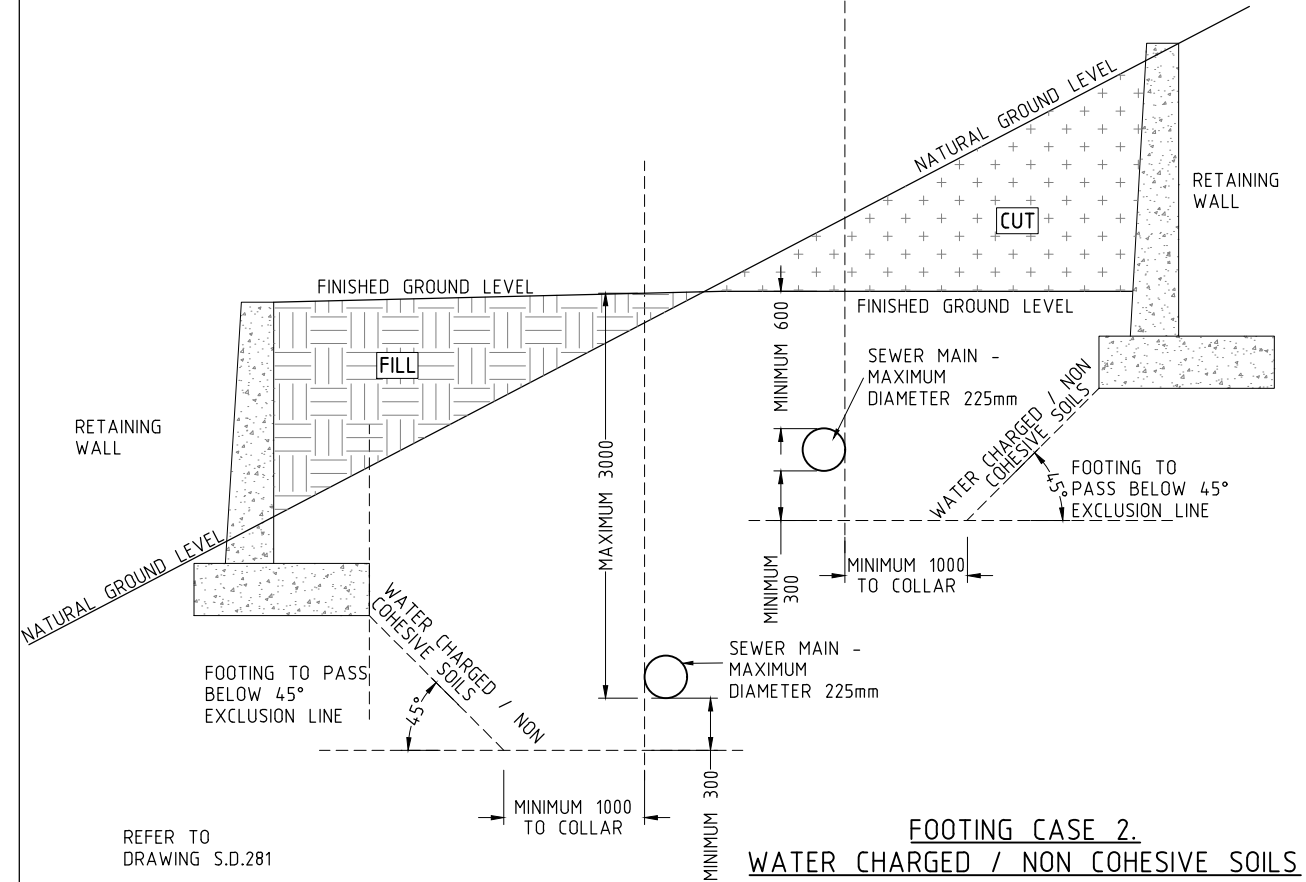 NATURAL GROUND LEVEL
RETAINING
WALL
CUT
FINISHED GROUND LEVEL
FINISHED GROUND LEVEL
MINIMUM 600
FILL
SEWER MAIN -
MAXIMUM
DIAMETER 225mm
WATER CHARGED / NON
COHESIVE SOILS
45°
FOOTING TO
PASS BELOW 45°
EXCLUSION LINE
RETAINING
WALL
MAXIMUM 3000
NATURAL GROUND LEVEL
MINIMUM
300
MINIMUM 1000
TO COLLAR
WATER CHARGED / NON
COHESIVE SOILS
SEWER MAIN -
MAXIMUM
DIAMETER 225mm
FOOTING TO PASS
BELOW 45°
EXCLUSION LINE
45°
MINIMUM 300
MINIMUM 1000
TO COLLAR
REFER TO
DRAWING S.D.281
FOOTING CASE 2.
WATER CHARGED / NON COHESIVE SOILS